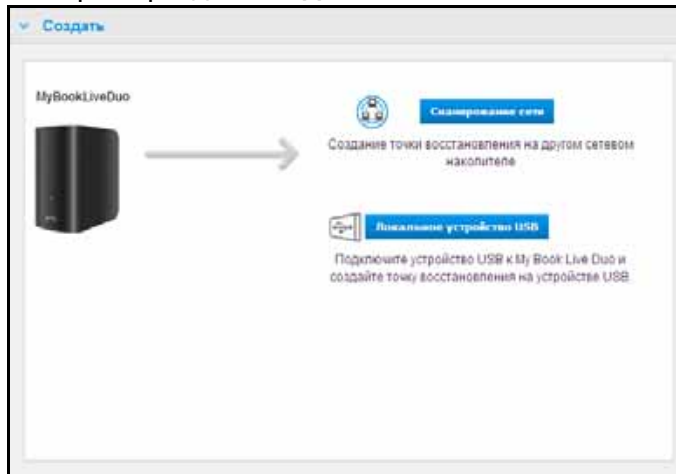 Создать
MyBookLiveDuo
Сканирование сети
Создание точки восстановления на другом сетевом
накопителе
Локальное устройство USB
Подключите устройство USB к My Book Live Duo и
создайте точку восстановления на устройстве USB.